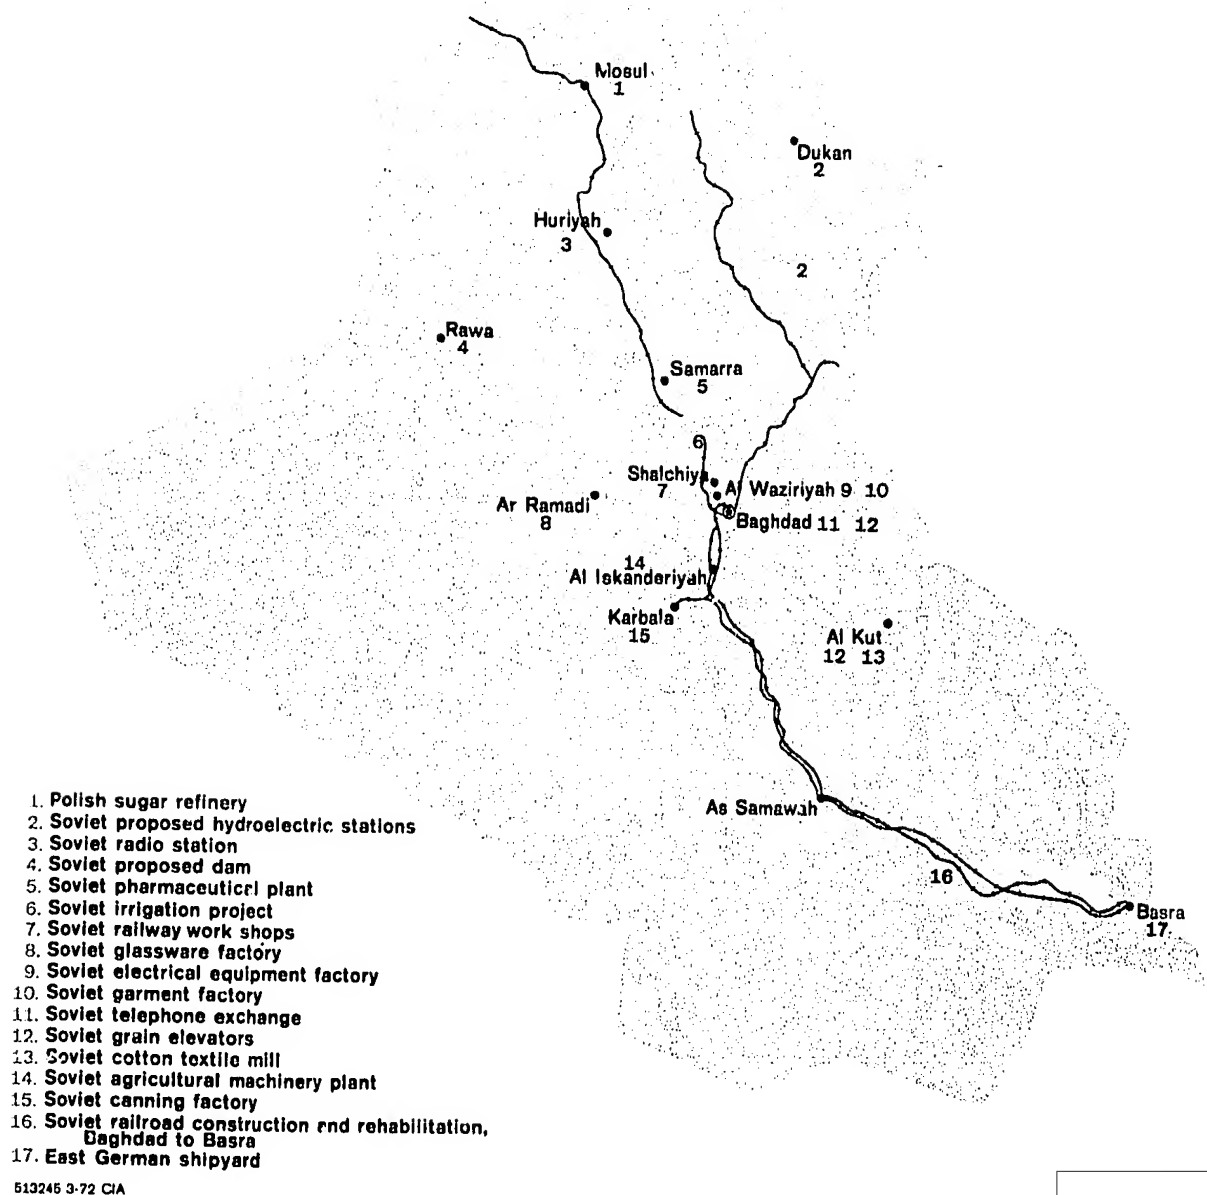 Mosul
1
Dukan
2
Huriyah
3
2
Rawa
4
Samarra
5
6
Shalchiya
7
Al Waziriyah 9 10
Ar Ramadi
8
Baghdad 11 12
14
Al Iskanderiyah
Karbala
15
Al Kut
12 13
As Samawah
16
Basra
17
1. Polish sugar refinery
2. Soviet proposed hydroelectric stations
3. Soviet radio station
4. Soviet proposed dam
5. Soviet pharmaceutical plant
6. Soviet irrigation project
7. Soviet railway work shops
8. Soviet glassware factory
9. Soviet electrical equipment factory
10. Soviet garment factory
11. Soviet telephone exchange
12. Soviet grain elevators
13. Soviet cotton textile mill
14. Soviet agricultural machinery plant
15. Soviet canning factory
16. Soviet railroad construction and rehabilitation,
Baghdad to Basra
17. East German shipyard
513245 3-72 CIA